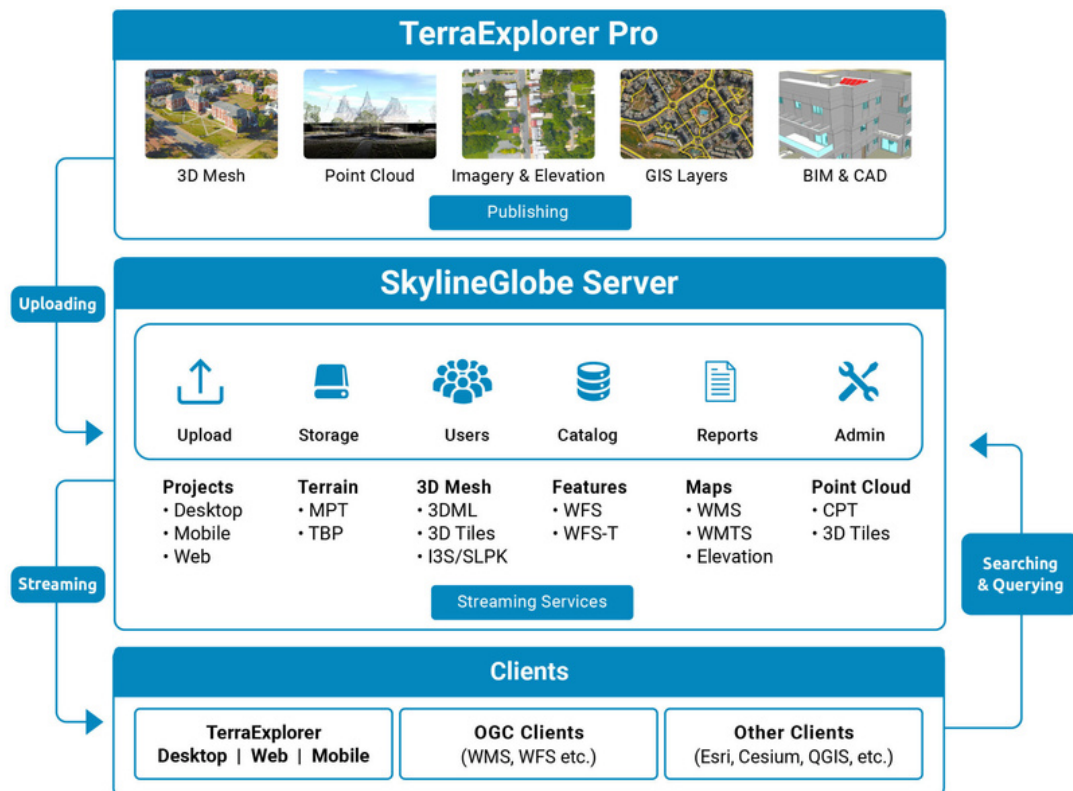 TerraExplorer Pro
3D Mesh
Point Cloud
Imagery & Elevation
GIS Layers
BIM & CAD
Publishing
Uploading
SkylineGlobe Server
Upload
Storage
Users
Catalog
Reports
Admin
Projects
• Desktop
• Mobile
• Web
Terrain
• MPT
• TBP
3D Mesh
• 3DML
• 3D Tiles
• I3S/SLPK
Features
• WFS
• WFS-T
Maps
• WMS
• WMTS
• Elevation
Point Cloud
• CPT
• 3D Tiles
Streaming Services
Streaming
Searching
& Querying
Clients
TerraExplorer
Desktop | Web | Mobile
OGC Clients
(WMS, WFS etc.)
Other Clients
(Esri, Cesium, QGIS, etc.)